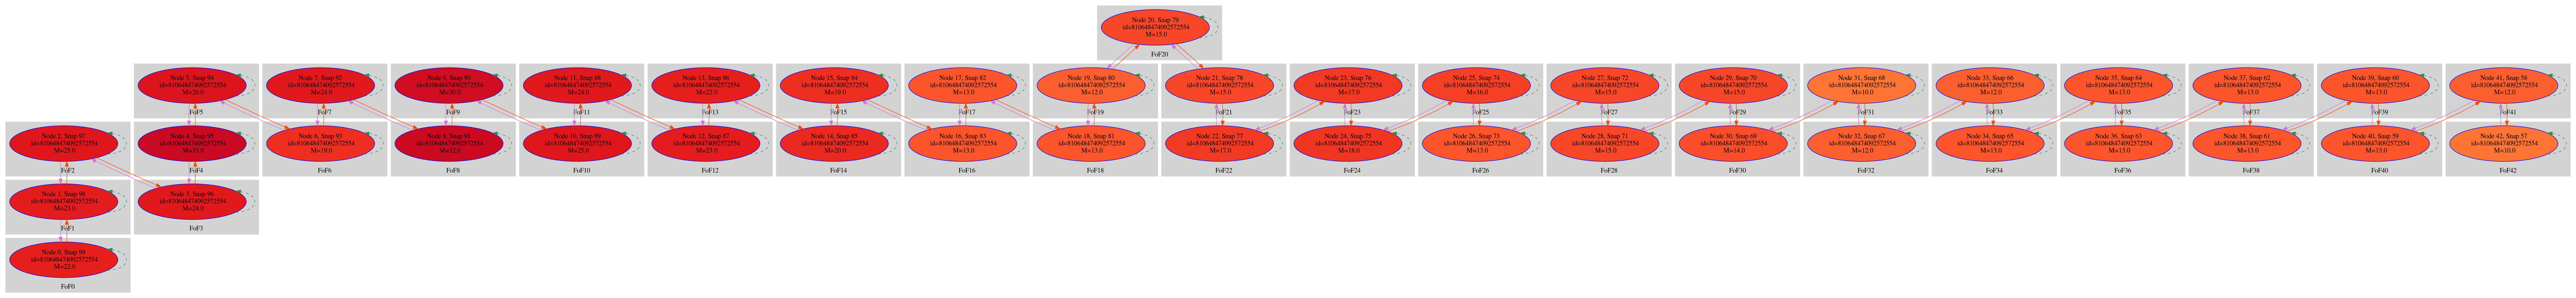 Node 20, Snap 79
id=810648474092572554
M=15.0
FoF20
Node 5, Snap 94
id=810648474092572554
M=26.0
FoF5
Node 7, Snap 92
id=810648474092572554
M=24.0
FoF7
Node 9, Snap 90
id=810648474092572554
M=30.0
FoF9
Node 11, Snap 88
id=810648474092572554
M=24.0
FoF11
Node 13, Snap 86
id=810648474092572554
M=22.0
FoF13
Node 15, Snap 84
id=810648474092572554
M=19.0
FoF15
Node 17, Snap 82
id=810648474092572554
M=13.0
FoF17
Node 19, Snap 80
id=810648474092572554
M=12.0
FoF19
Node 21, Snap 78
id=810648474092572554
M=15.0
FoF21
Node 23, Snap 76
id=810648474092572554
M=17.0
FoF23
Node 25, Snap 74
id=810648474092572554
M=16.0
FoF25
Node 27, Snap 72
id=810648474092572554
M=15.0
FoF27
Node 29, Snap 70
id=810648474092572554
M=15.0
FoF29
Node 31, Snap 68
id=810648474092572554
M=10.0
FoF31
Node 33, Snap 66
id=810648474092572554
M=12.0
FoF33
Node 35, Snap 64
id=810648474092572554
M=13.0
FoF35
Node 37, Snap 62
id=810648474092572554
M=13.0
FoF37
Node 39, Snap 60
id=810648474092572554
M=13.0
FoF39
Node 41, Snap 58
id=810648474092572554
M=12.0
FoF41
Node 2, Snap 97
id=810648474092572554
M=25.0
FoF2
Node 4, Snap 95
id=810648474092572554
M=33.0
FoF4
Node 6, Snap 93
id=810648474092572554
M=19.0
FoF6
Node 8, Snap 91
id=810648474092572554
M=32.0
FoF8
Node 10, Snap 89
id=810648474092572554
M=25.0
FoF10
Node 12, Snap 87
id=810648474092572554
M=23.0
FoF12
Node 14, Snap 85
id=810648474092572554
M=20.0
FoF14
Node 16, Snap 83
id=810648474092572554
M=13.0
FoF16
Node 18, Snap 81
id=810648474092572554
M=13.0
FoF18
Node 22, Snap 77
id=810648474092572554
M=17.0
FoF22
Node 24, Snap 75
id=810648474092572554
M=18.0
FoF24
Node 26, Snap 73
id=810648474092572554
M=13.0
FoF26
Node 28, Snap 71
id=810648474092572554
M=15.0
FoF28
Node 30, Snap 69
id=810648474092572554
M=14.0
FoF30
Node 32, Snap 67
id=810648474092572554
M=12.0
FoF32
Node 34, Snap 65
id=810648474092572554
M=13.0
FoF34
Node 36, Snap 63
id=810648474092572554
M=13.0
FoF36
Node 38, Snap 61
id=810648474092572554
M=13.0
FoF38
Node 40, Snap 59
id=810648474092572554
M=13.0
FoF40
Node 42, Snap 57
id=810648474092572554
M=10.0
FoF42
Node 1, Snap 98
id=810648474092572554
M=23.0
FoF1
Node 3, Snap 96
id=810648474092572554
M=24.0
FoF3
Node 0, Snap 99
id=810648474092572554
M=22.0
FoF0